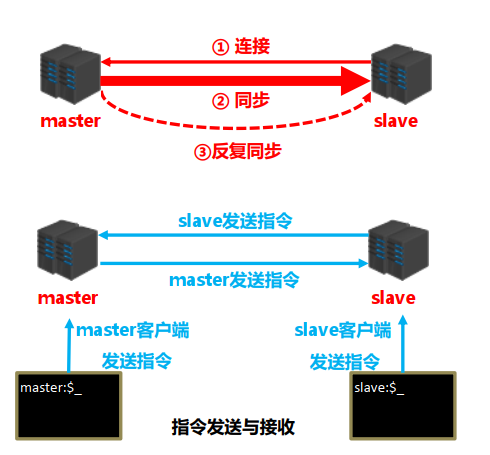 ① 连接
② 同步
master
slave
③反复同步
slave发送指令
master发送指令
master
slave
master客户端
发送指令
slave客户端
发送指令
master:$_
slave:$_
指令发送与接收